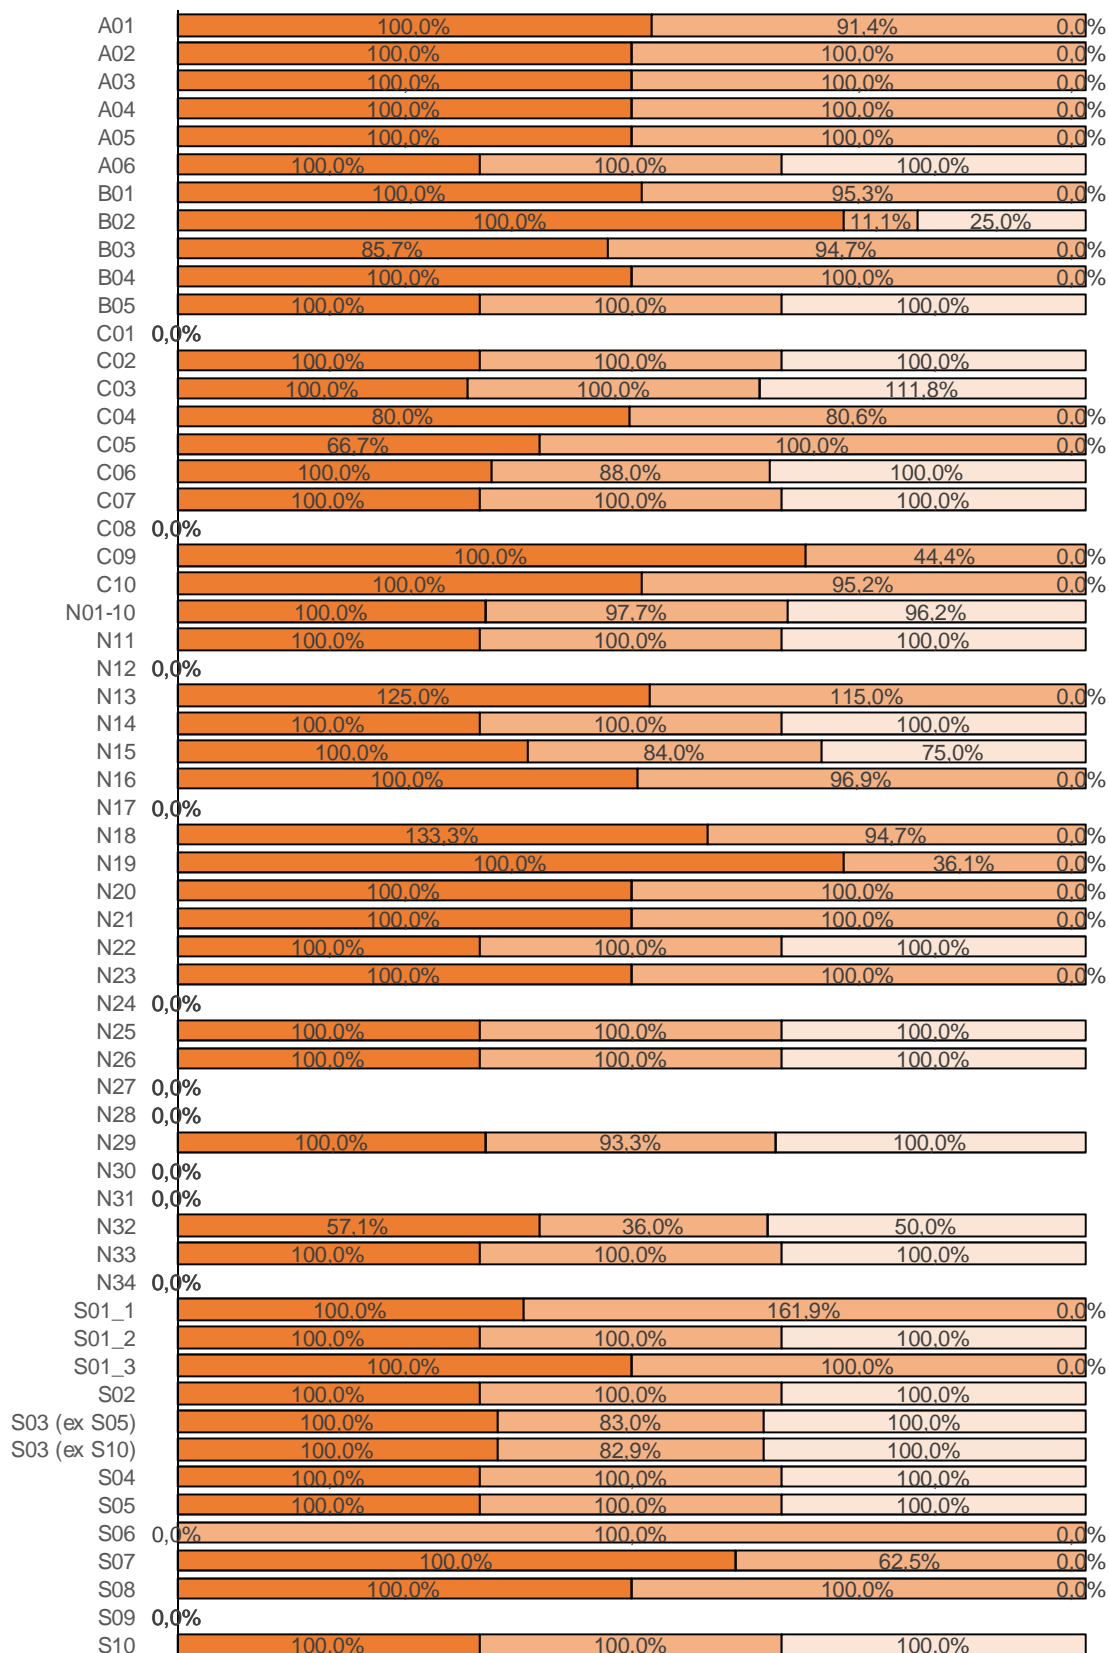 A01 100,0% 91,4% 0,0%
A02 100,0% 100,0% 0,0%
A03 100,0% 100,0% 0,0%
A04 100,0% 100,0% 0,0%
A05 100,0% 100,0% 0,0%
A06 100,0% 100,0% 100,0%
B01 100,0% 95,3% 0,0%
B02 100,0% 11,1% 25,0%
B03 85,7% 94,7% 0,0%
B04 100,0% 100,0% 0,0%
B05 100,0% 100,0% 100,0%
C01 0,0%
C02 100,0% 100,0% 100,0%
C03 100,0% 100,0% 111,8%
C04 80,0% 80,6% 0,0%
C05 66,7% 100,0% 0,0%
C06 100,0% 88,0% 100,0%
C07 100,0% 100,0% 100,0%
C08 0,0%
C09 100,0% 44,4% 0,0%
C10 100,0% 95,2% 0,0%
N01-10 100,0% 97,7% 96,2%
N11 100,0% 100,0% 100,0%
N12 0,0%
N13 125,0% 115,0% 0,0%
N14 100,0% 100,0% 100,0%
N15 100,0% 84,0% 75,0%
N16 100,0% 96,9% 0,0%
N17 0,0%
N18 133,3% 94,7% 0,0%
N19 100,0% 36,1% 0,0%
N20 100,0% 100,0% 0,0%
N21 100,0% 100,0% 0,0%
N22 100,0% 100,0% 100,0%
N23 100,0% 100,0% 0,0%
N24 0,0%
N25 100,0% 100,0% 100,0%
N26 100,0% 100,0% 100,0%
N27 0,0%
N28 0,0%
N29 100,0% 93,3% 100,0%
N30 0,0%
N31 0,0%
N32 57,1% 36,0% 50,0%
N33 100,0% 100,0% 100,0%
N34 0,0%
S01_1 100,0% 161,9% 0,0%
S01_2 100,0% 100,0% 100,0%
S01_3 100,0% 100,0% 0,0%
S02 100,0% 100,0% 100,0%
S03 (ex S05) 100,0% 83,0% 100,0%
S03 (ex S10) 100,0% 82,9% 100,0%
S04 100,0% 100,0% 100,0%
S05 100,0% 100,0% 100,0%
S06 0,0% 100,0% 0,0%
S07 100,0% 62,5% 0,0%
S08 100,0% 100,0% 0,0%
S09 0,0%
S10 100,0% 100,0% 100,0%